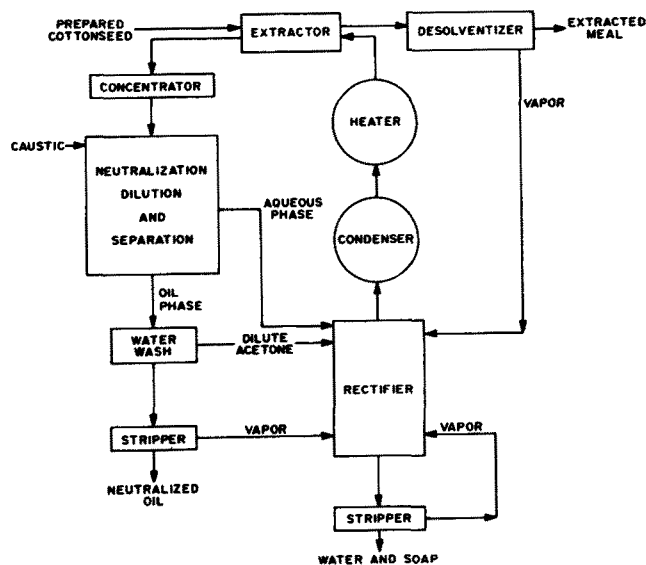 PREPARED
COTTONSEED
EXTRACTOR
DESOLVENTIZER
EXTRACTED
MEAL
CONCENTRATOR
VAPOR
HEATER
CAUSTIC
NEUTRALIZATION
DILUTION
AND
SEPARATION
AQUEOUS
PHASE
CONDENSER
OIL
PHASE
WATER
WASH
DILUTE
ACETONE
RECTIFIER
STRIPPER
VAPOR
VAPOR
NEUTRALIZED
OIL
STRIPPER
WATER AND SOAP